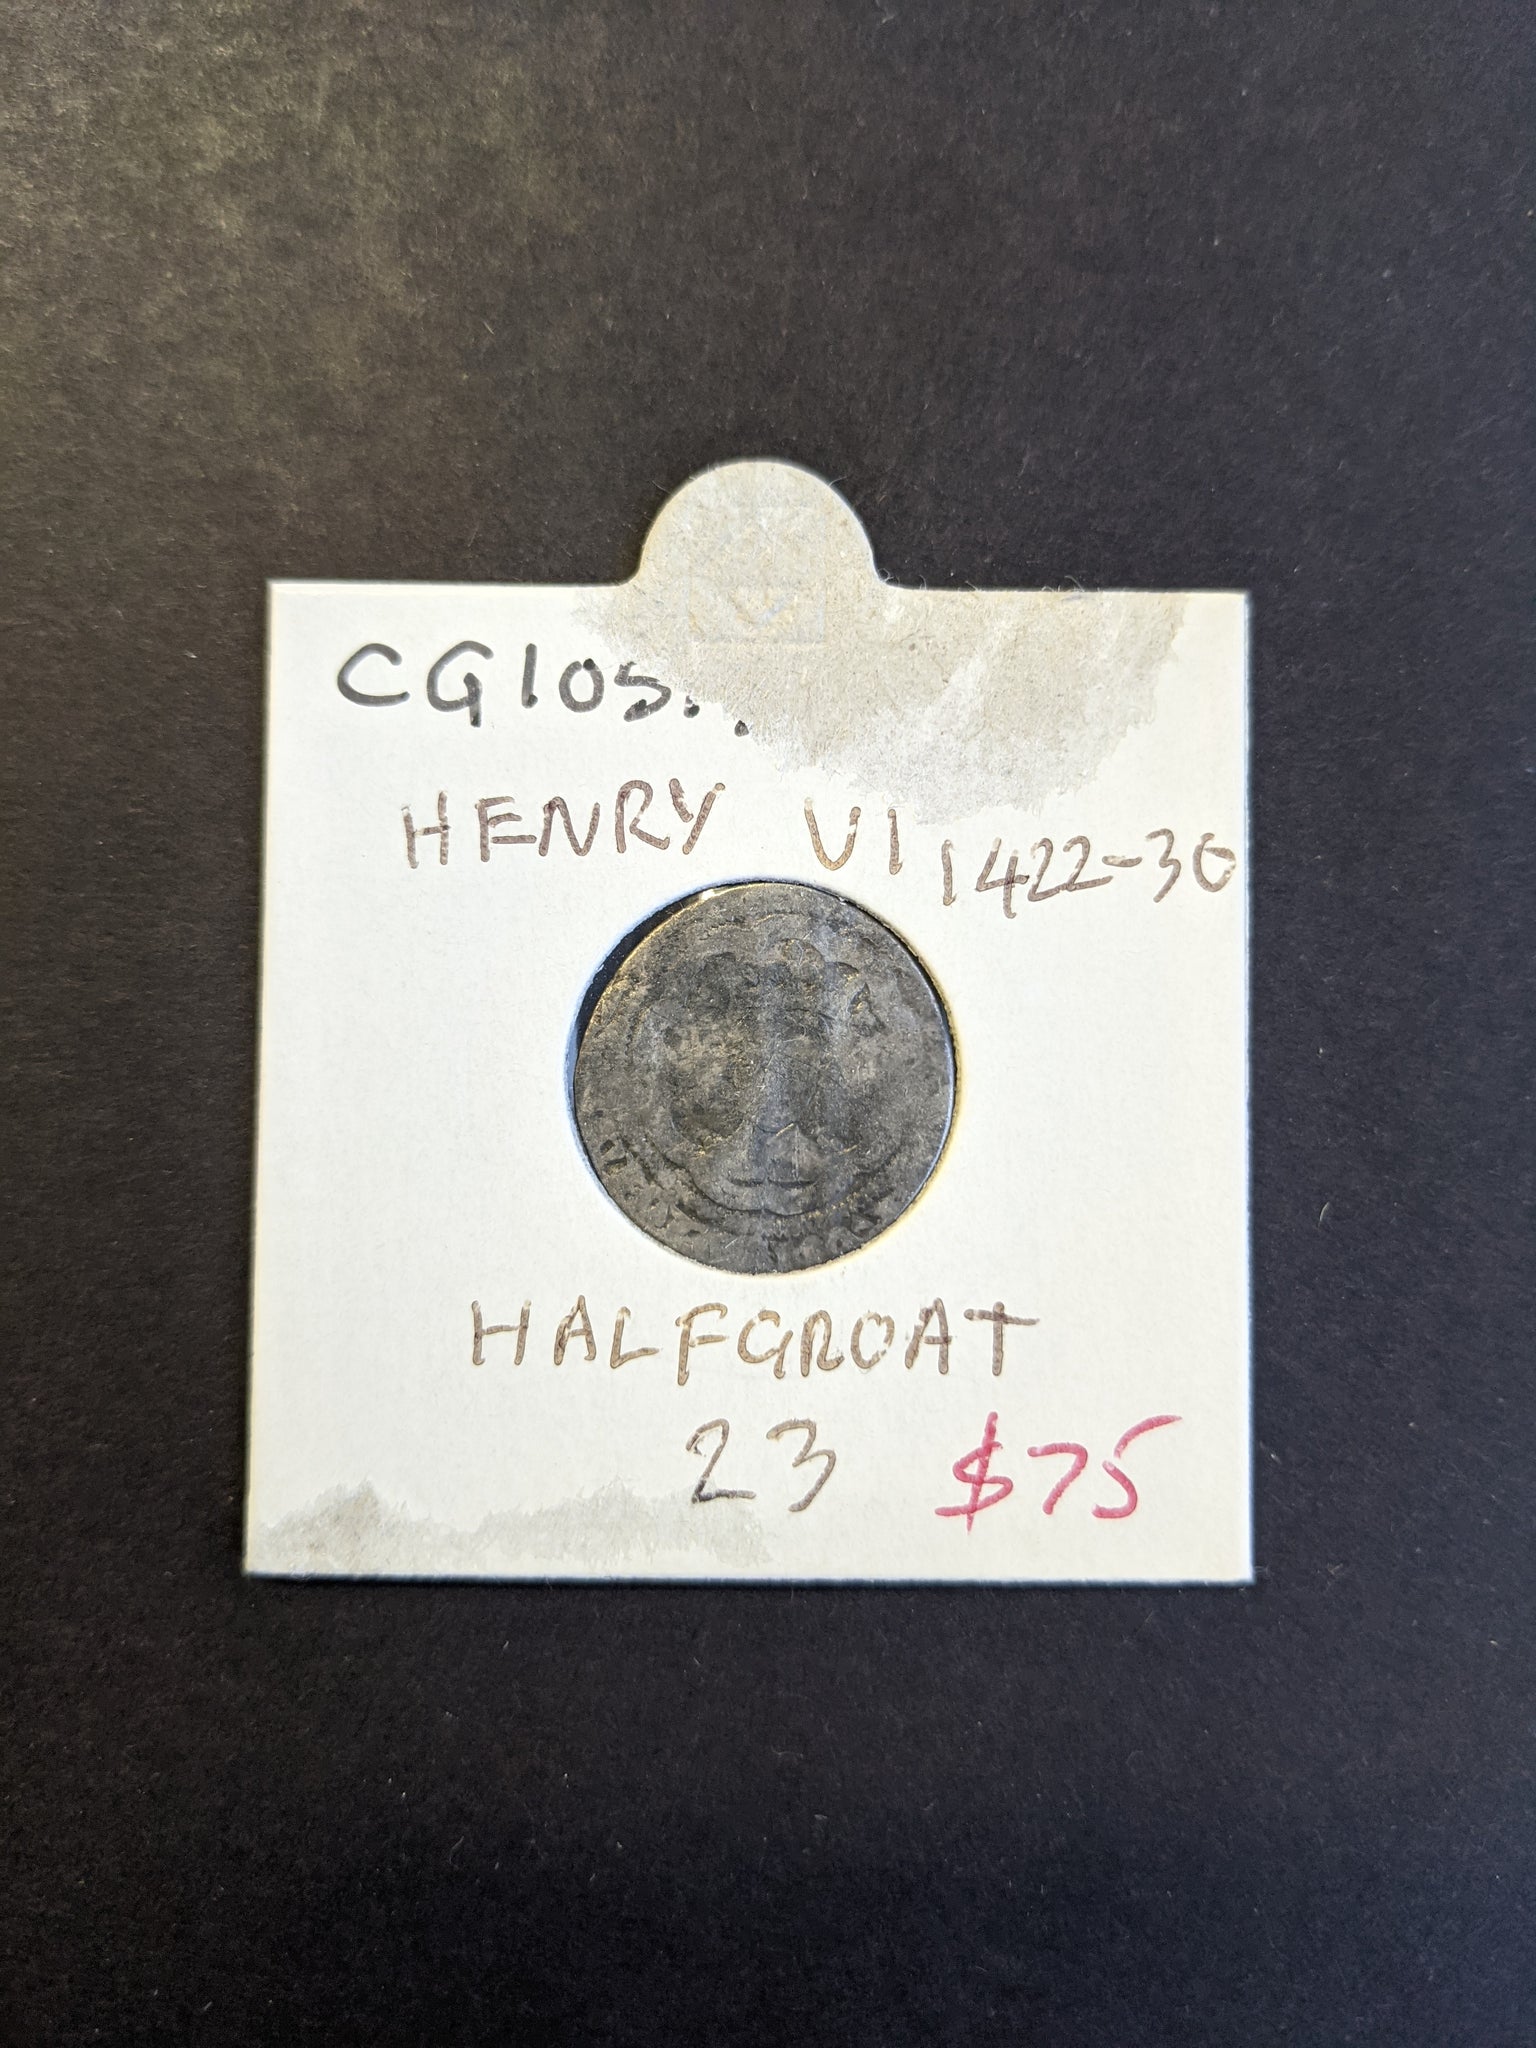 CG105
HENRY VI 1422-30
HALFGROAT
23 $75